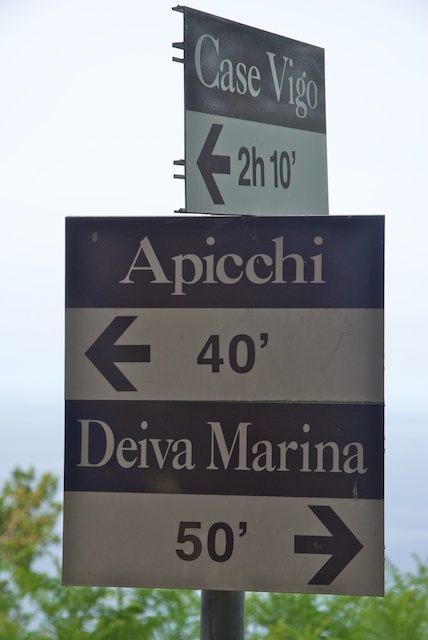 Case Vigo
← 2h 10’
Apicchi
← 40’
Deiva Marina
50’ →